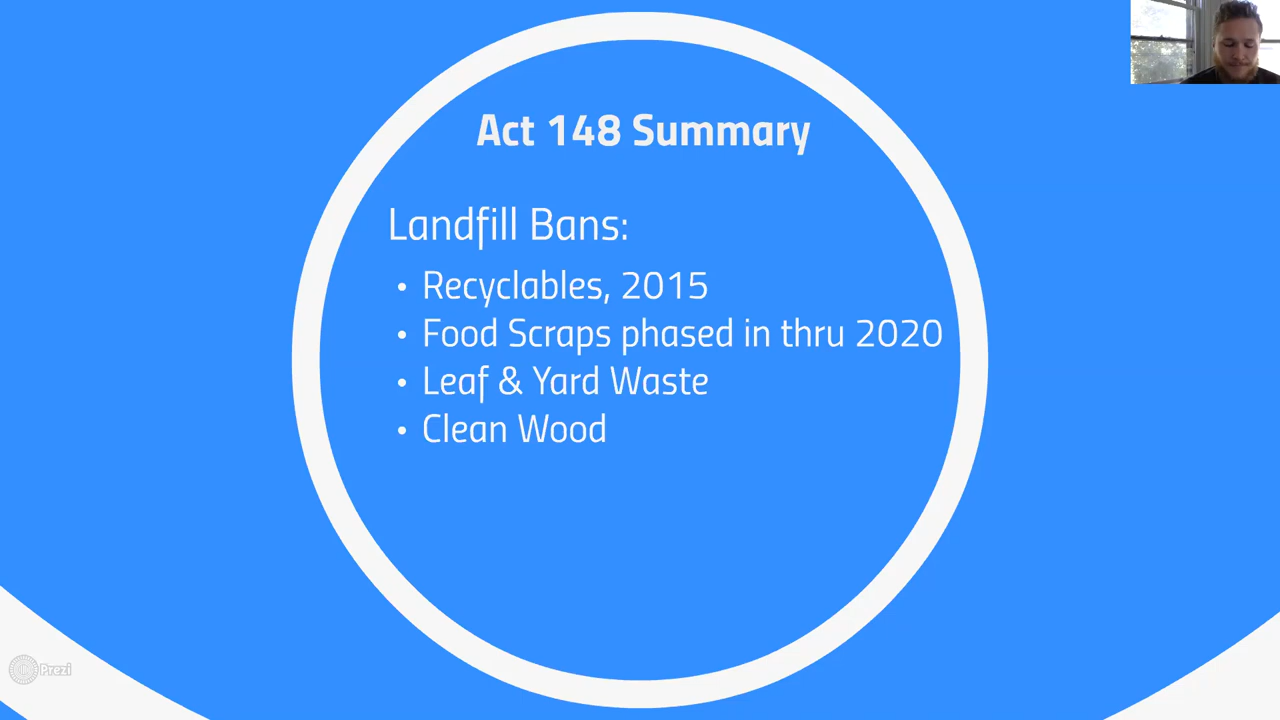 Act 148 Summary
Landfill Bans:
• Recyclables, 2015
• Food Scraps phased in thru 2020
• Leaf & Yard Waste
• Clean Wood
Prezi